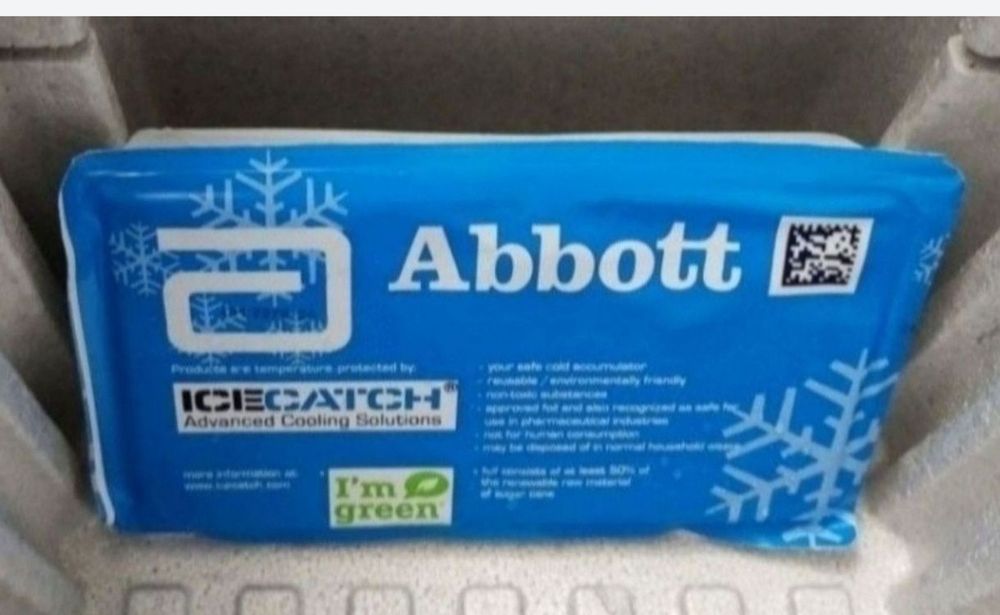 Abbott
Products are temperature protected by:
ICECATCH®
Advanced Cooling Solutions
more information at:
www.icecatch.com
I'm
green
- your safe cold accumulator
- reusable / environmentally friendly
- non-toxic substances
- approved foil and also recognized as safe for
use in pharmaceutical industries
- not for human consumption
- may be disposed of in normal household waste
of at least 80% of
the renewable raw material
of sugar cane